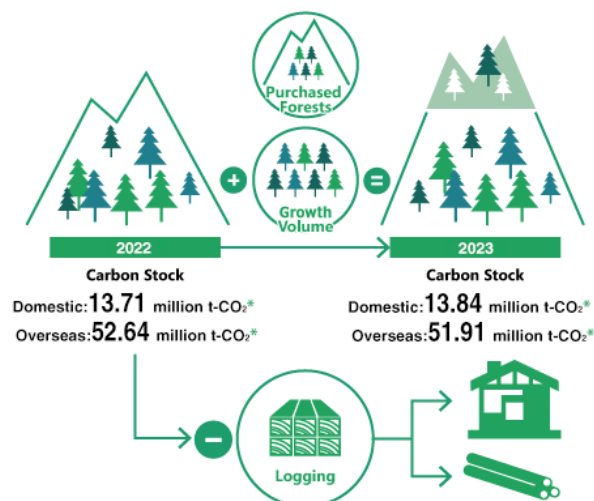 Purchased
Forests
Growth
Volume
2022
2023
Carbon Stock
Domestic:13.71 million t-CO₂*
Overseas:52.64 million t-CO₂*
Carbon Stock
Domestic:13.84 million t-CO₂*
Overseas:51.91 million t-CO₂*
Logging